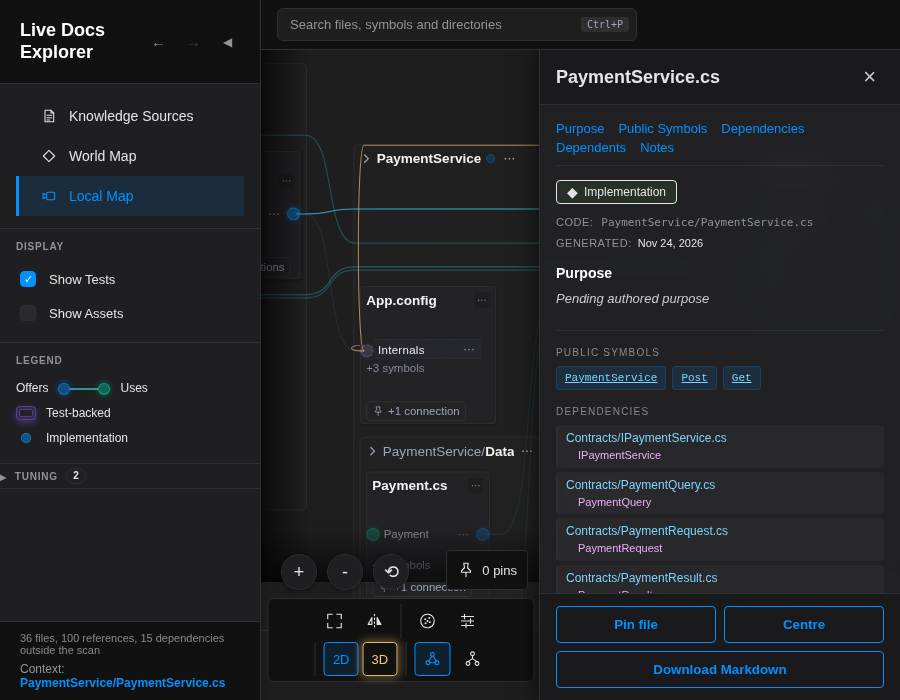 Live Docs
Explorer
Search files, symbols and directories
Ctrl+P
Knowledge Sources
World Map
Local Map
DISPLAY
Show Tests
Show Assets
LEGEND
Offers
Uses
Test-backed
Implementation
TUNING 2
36 files, 100 references, 15 dependencies
outside the scan
Context:
PaymentService/PaymentService.cs
PaymentService
App.config
Internals
+3 symbols
+1 connection
PaymentService/Data
Payment.cs
Payment
+1 connection
+
-
0 pins
2D
3D
PaymentService.cs
Purpose Public Symbols Dependencies
Dependents Notes
Implementation
CODE: PaymentService/PaymentService.cs
GENERATED: Nov 24, 2026
Purpose
Pending authored purpose
PUBLIC SYMBOLS
PaymentService Post Get
DEPENDENCIES
Contracts/IPaymentService.cs
IPaymentService
Contracts/PaymentQuery.cs
PaymentQuery
Contracts/PaymentRequest.cs
PaymentRequest
Contracts/PaymentResult.cs
Pin file
Centre
Download Markdown